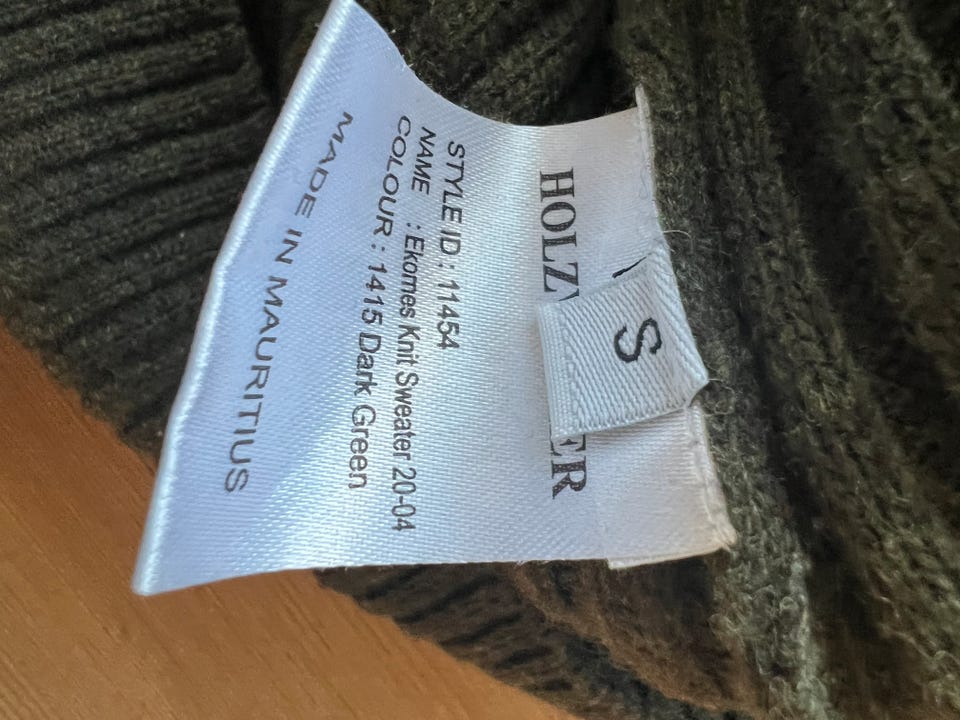 HOLZ ER
S
STYLE ID : 11454
NAME : Ekomes Knit Sweater 20-04
COLOUR : 1415 Dark Green
MADE IN MAURITIUS